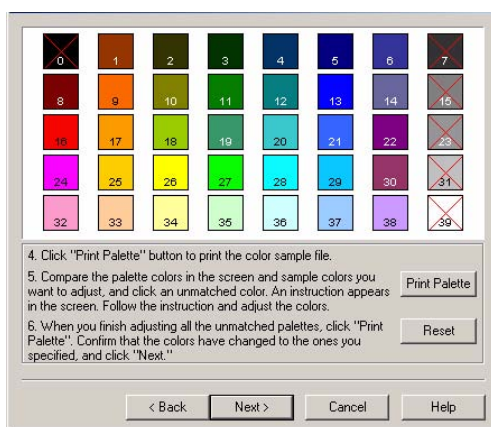 0 1 2 3 4 5 6 7
8 9 10 11 12 13 14 15
16 17 18 19 20 21 22 23
24 25 26 27 28 29 30 31
32 33 34 35 36 37 38 39
4. Click "Print Palette" button to print the color sample file.
5. Compare the palette colors in the screen and sample colors you
want to adjust, and click an unmatched color. An instruction appears
in the screen. Follow the instruction and adjust the colors.
Print Palette
6. When you finish adjusting all the unmatched palettes, click "Print
Palette". Confirm that the colors have changed to the ones you
specified, and click "Next."
Reset
< Back Next > Cancel Help